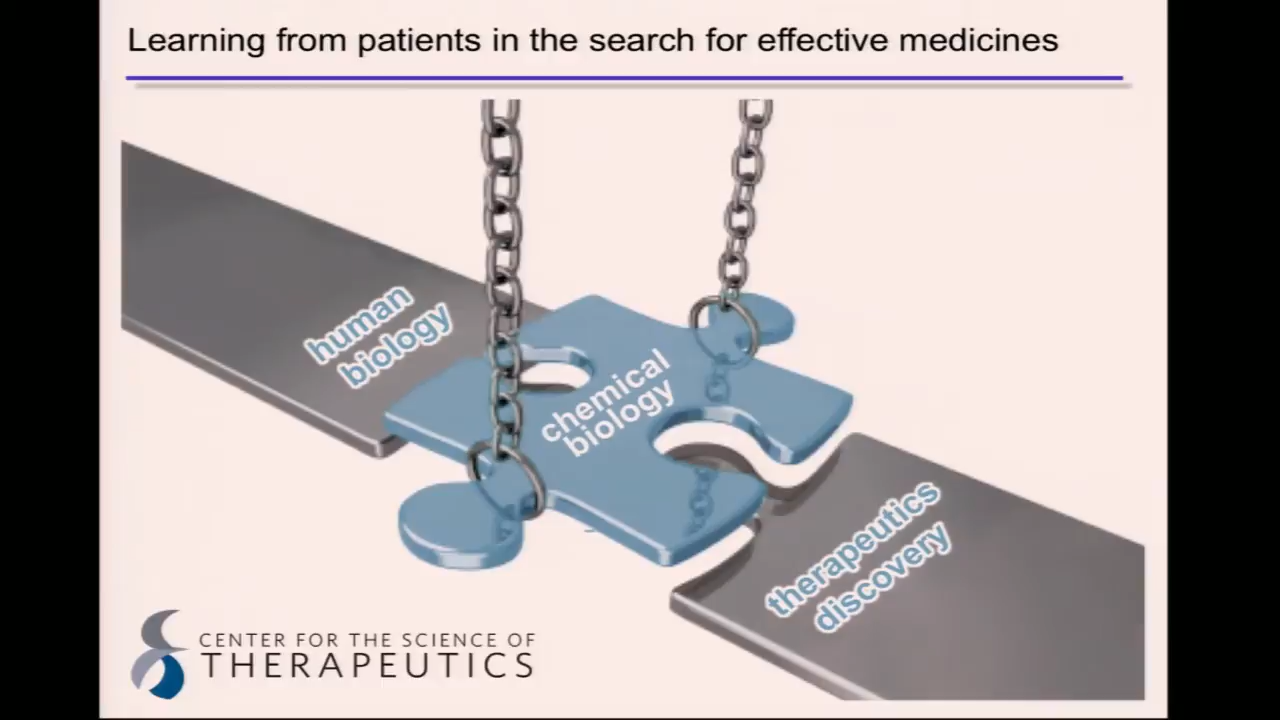 Learning from patients in the search for effective medicines
human
biology
chemical
biology
therapeutics
discovery
CENTER FOR THE SCIENCE OF
THERAPEUTICS